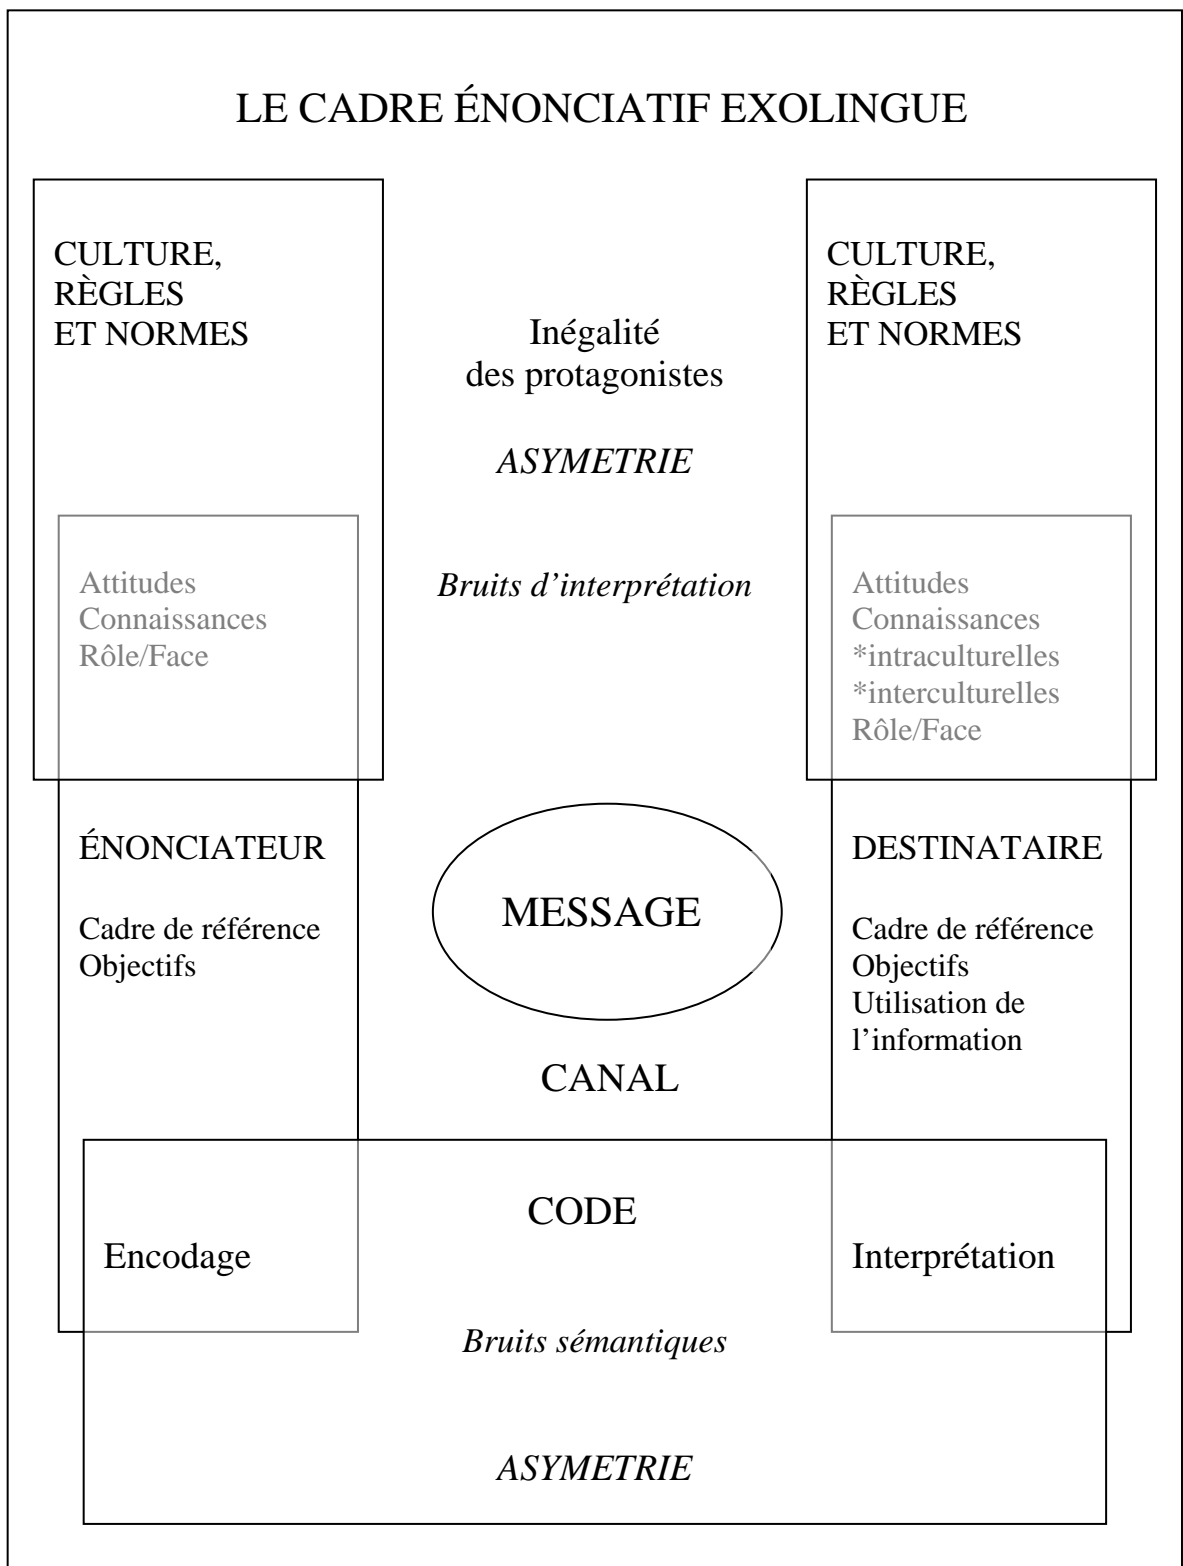 LE CADRE ÉNONCIATIF EXOLINGUE
CULTURE,
RÈGLES
ET NORMES
Inégalité
des protagonistes
ASYMETRIE
Bruits d’interprétation
CULTURE,
RÈGLES
ET NORMES
Attitudes
Connaissances
Rôle/Face
Attitudes
Connaissances
*intraculturelles
*interculturelles
Rôle/Face
ÉNONCIATEUR
Cadre de référence
Objectifs
MESSAGE
CANAL
DESTINATAIRE
Cadre de référence
Objectifs
Utilisation de
l’information
CODE
Encodage
Interprétation
Bruits sémantiques
ASYMETRIE